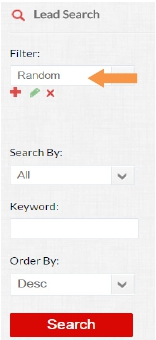 Lead Search
Filter:
Random
Search By:
All
Keyword:
Order By:
Desc
Search